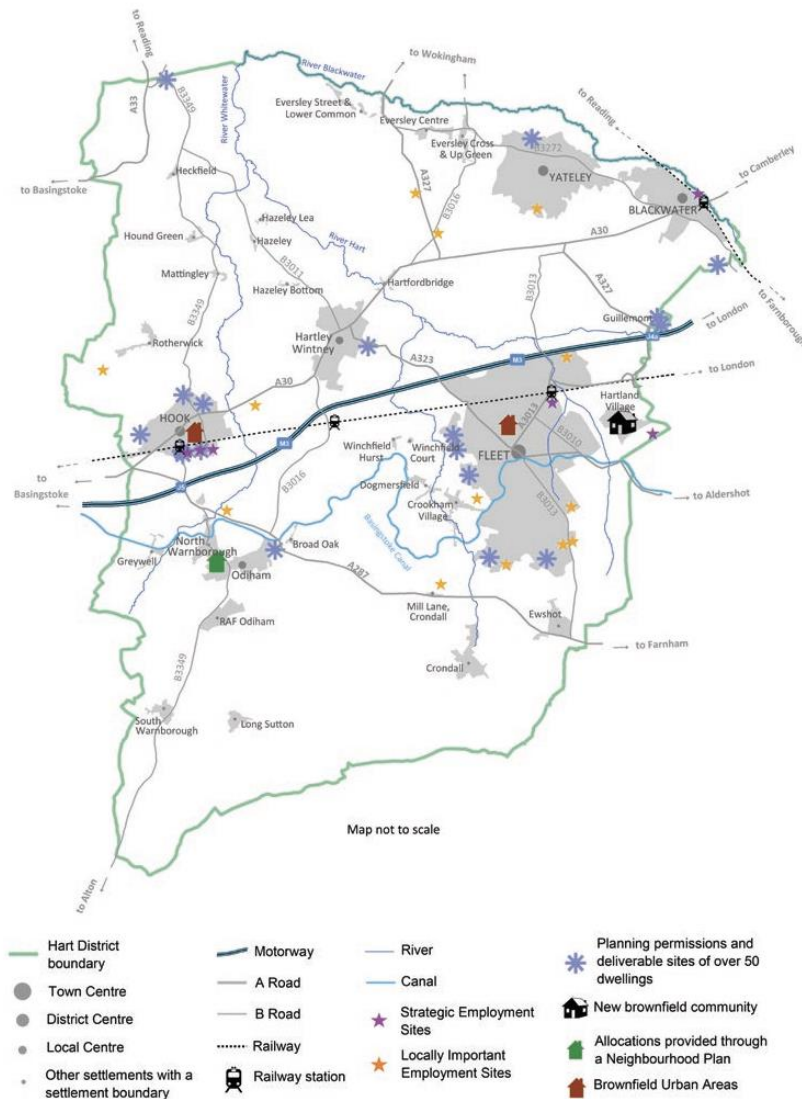 to Reading
to Wokingham
River Blackwater
A33
B3349
River Whitewater
Eversley Street &
Lower Common
Eversley Centre
Eversley Cross
& Up Green
to Reading
B3272
YATELEY
to Camberley
BLACKWATER
to Basingstoke
Heckfield
A327
B3016
Hazeley Lea
River Hart
Hound Green
Hazeley
A30
Mattingley
B3011
Hazeley Bottom
Hartfordbridge
B3013
A327
to Farnborough
B3349
Guillemont
to London
J4a
Rotherwick
Hartley
Wintney
A323
M3
to London
A30
Hartland
Village
HOOK
A3013
B3010
M3
Winchfield
Hurst
Winchfield
Court
FLEET
to
Basingstoke
B3016
Dogmersfield
Crookham
Village
to Aldershot
B3013
Basingstoke Canal
North
Warnborough
Broad Oak
Greywell
Odiham
A287
Mill Lane,
Crondall
Ewshot
RAF Odiham
to Farnham
Crondall
B3349
South
Warnborough
Long Sutton
Map not to scale
to Alton
Hart District
boundary
Town Centre
District Centre
Local Centre
Other settlements with a
settlement boundary
Motorway
A Road
B Road
Railway
Railway station
River
Canal
Strategic Employment
Sites
Locally Important
Employment Sites
Planning permissions and
deliverable sites of over 50
dwellings
New brownfield community
Allocations provided through
a Neighbourhood Plan
Brownfield Urban Areas